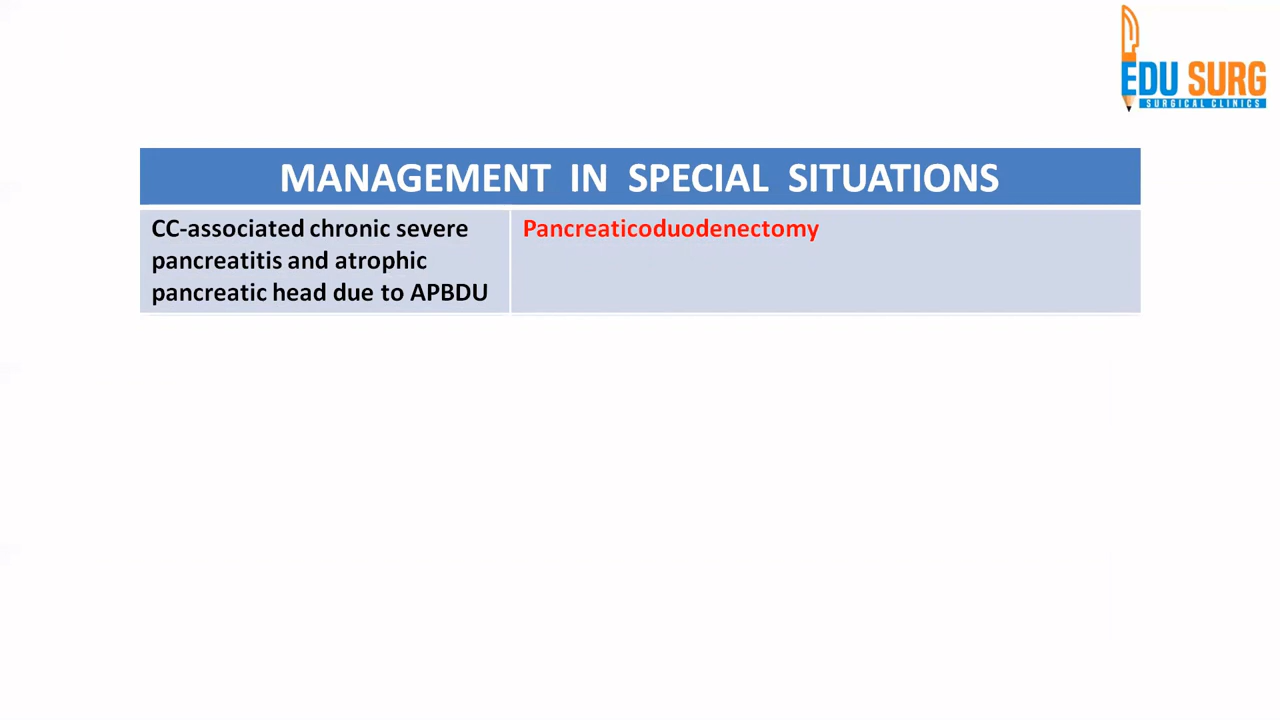 EDU SURG
SURGICAL CLINICS
MANAGEMENT IN SPECIAL SITUATIONS
CC-associated chronic severe
pancreatitis and atrophic
pancreatic head due to APBDU
Pancreaticoduodenectomy